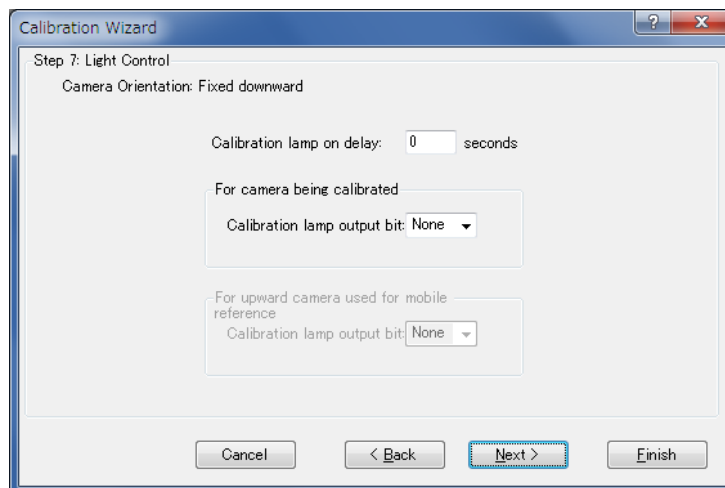 Calibration Wizard
?
X
Step 7: Light Control
Camera Orientation: Fixed downward
Calibration lamp on delay: 0 seconds
For camera being calibrated
Calibration lamp output bit: None
For upward camera used for mobile
reference
Calibration lamp output bit: None
Cancel
< Back
Next >
Finish